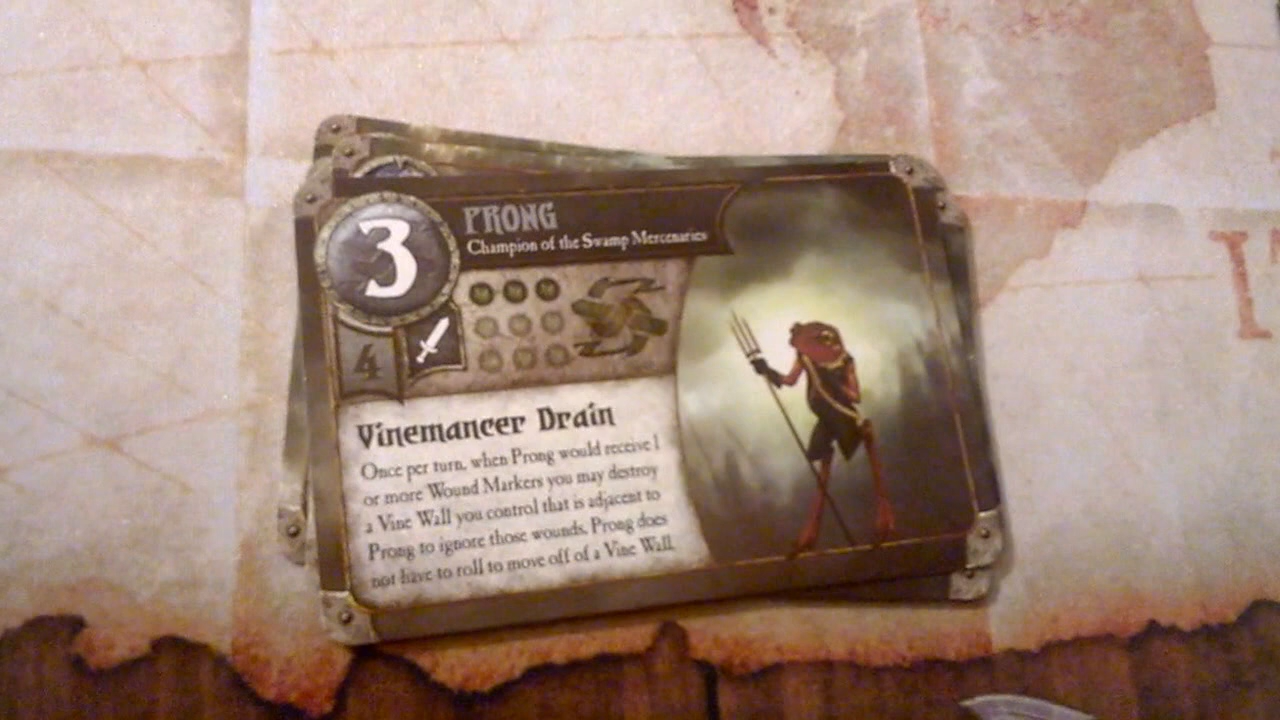 3
PRONG
Champion of the Swamp Mercenaries
4
Vinemancer Drain
Once per turn, when Prong would receive 1
or more Wound Markers you may destroy
a Vine Wall you control that is adjacent to
Prong to ignore those wounds. Prong does
not have to roll to move off of a Vine Wall.